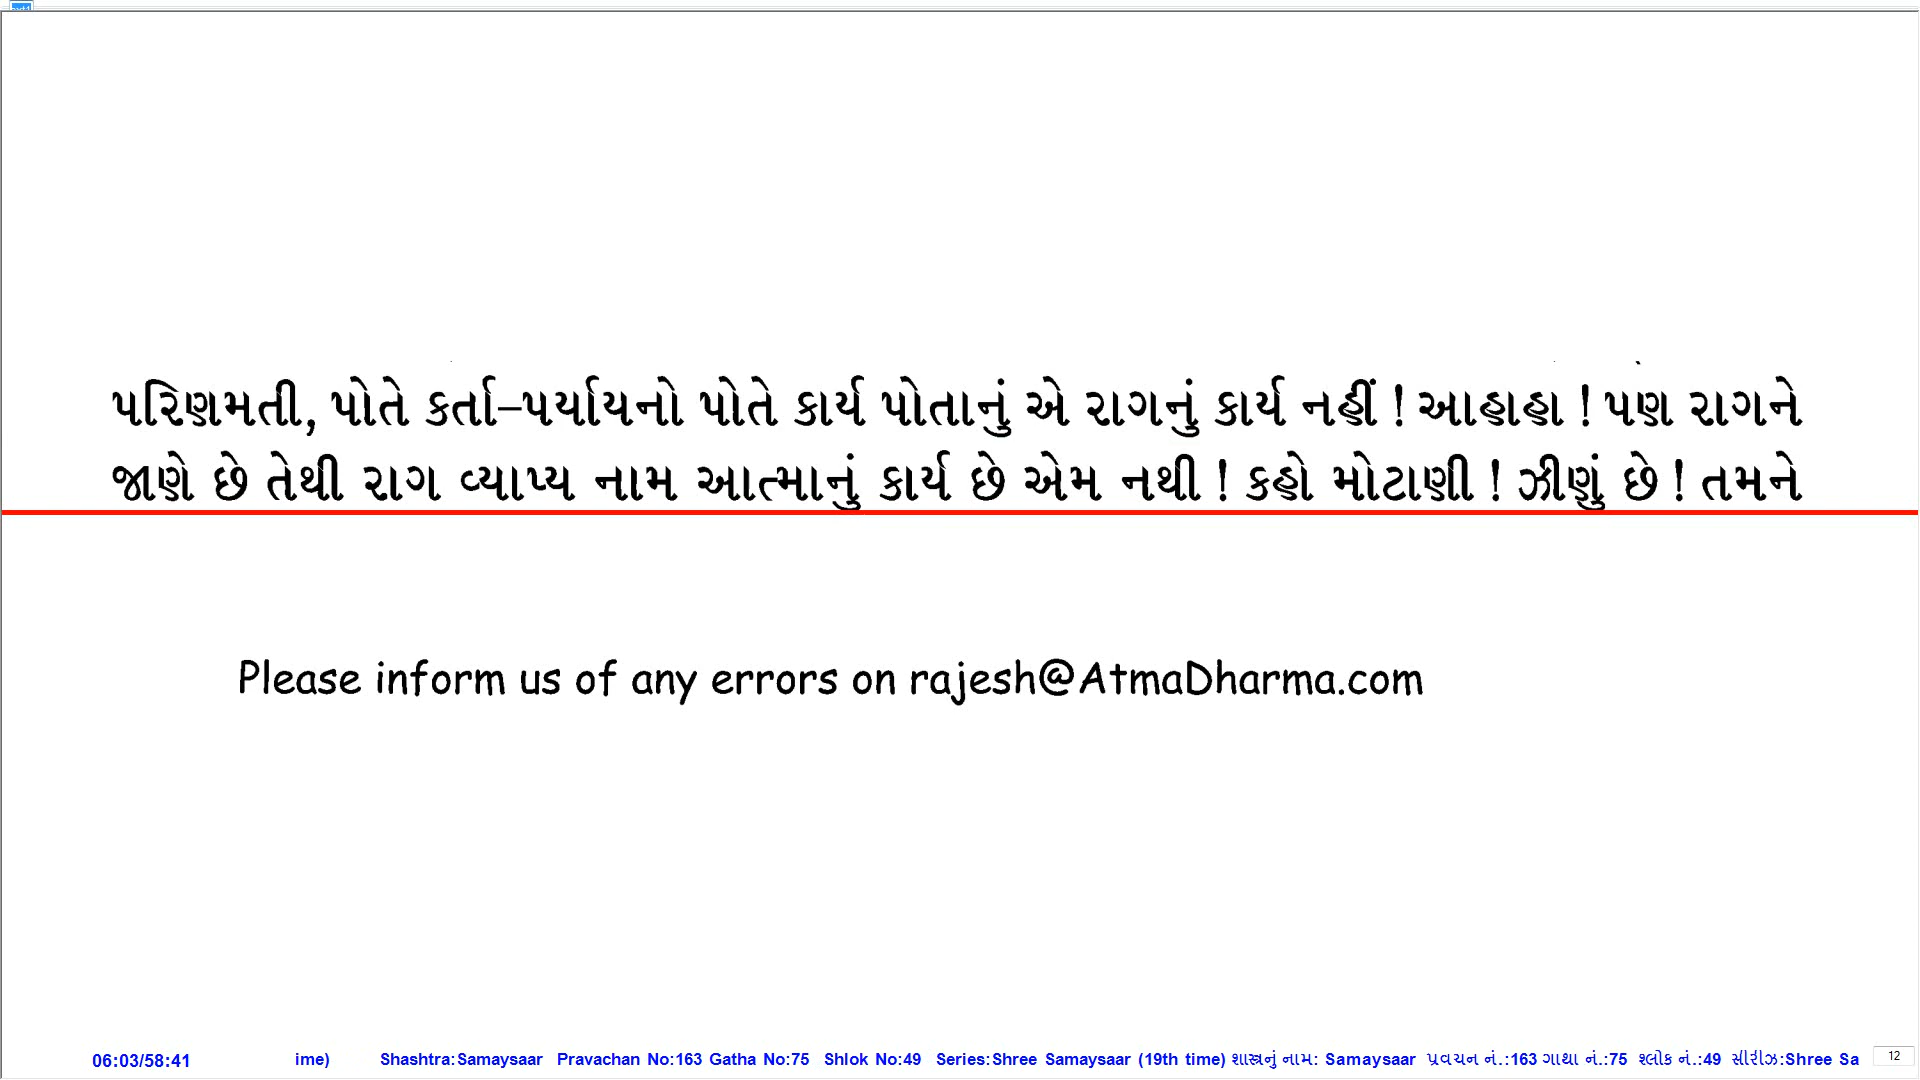 પરિણમતી, પોતે કર્તા–પર્યાયનો પોતે કાર્ય પોતાનું એ રાગનું કાર્ય નહીં ! આહાહા ! પણ રાગને
જાણે છે તેથી રાગ વ્યાપ્ય નામ આત્માનું કાર્ય છે એમ નથી ! કહો મોટાણી ! ઝીણું છે ! તમને
Please inform us of any errors on rajesh@AtmaDharma.com
06:03/58:41 ime) Shashtra:Samaysaar Pravachan No:163 Gatha No:75 Shlok No:49 Series:Shree Samaysaar (19th time) શાસ્ત્રનું નામ: Samaysaar પ્રવચન નં.:163 ગાથા નં.:75 શ્લોક નં.:49 સીરીઝ:Shree Sa 12